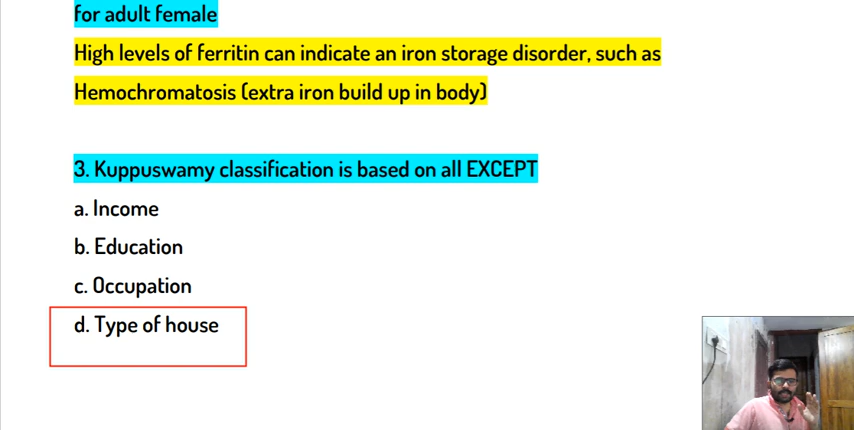 for adult female
High levels of ferritin can indicate an iron storage disorder, such as
Hemochromatosis (extra iron build up in body)
3. Kuppuswamy classification is based on all EXCEPT
a. Income
b. Education
c. Occupation
d. Type of house